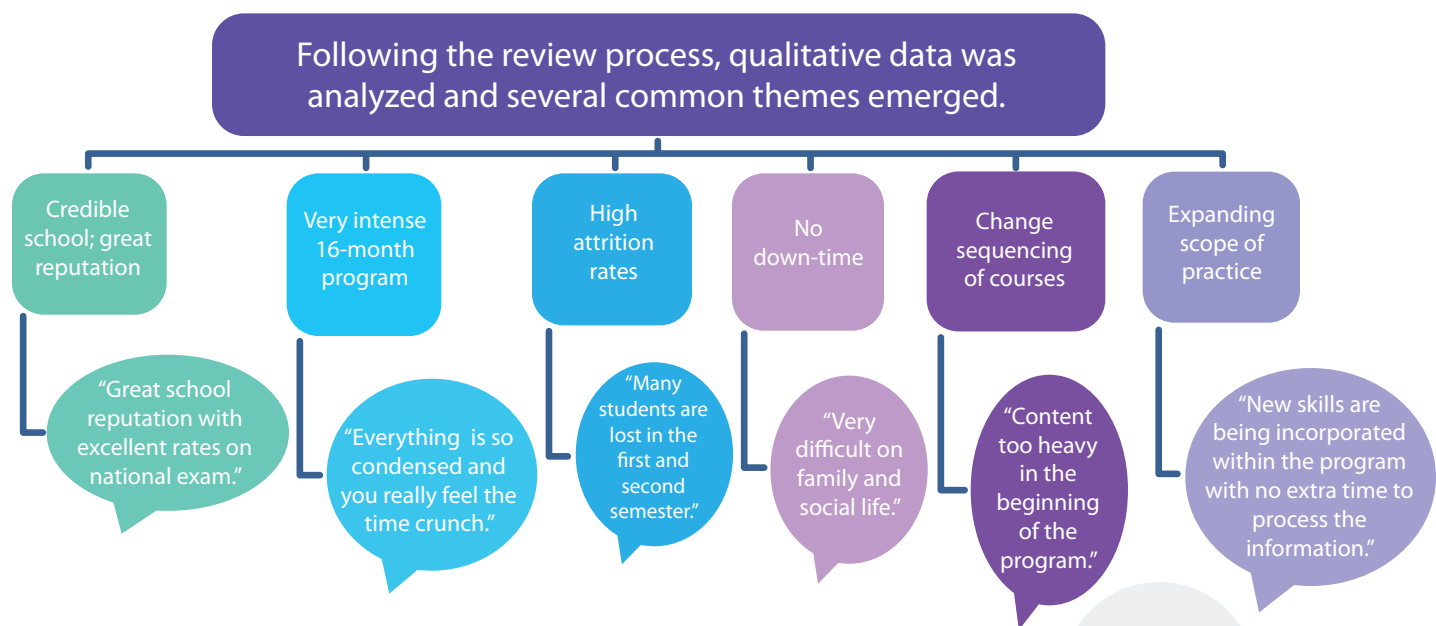 Following the review process, qualitative data was
analyzed and several common themes emerged.
Credible
school; great
reputation
Very intense
16-month
program
High
attrition
rates
No
down-time
Change
sequencing
of courses
Expanding
scope of
practice
“Great school
reputation with
excellent rates on
national exam.”
“Everything is so
condensed and
you really feel the
time crunch.”
“Many
students are
lost in the
first and
second
semester.”
“Very
difficult on
family and
social life.”
“Content
too heavy
in the
beginning
of the
program.”
“New skills are
being incorporated
within the program
with no extra time to
process the
information.”